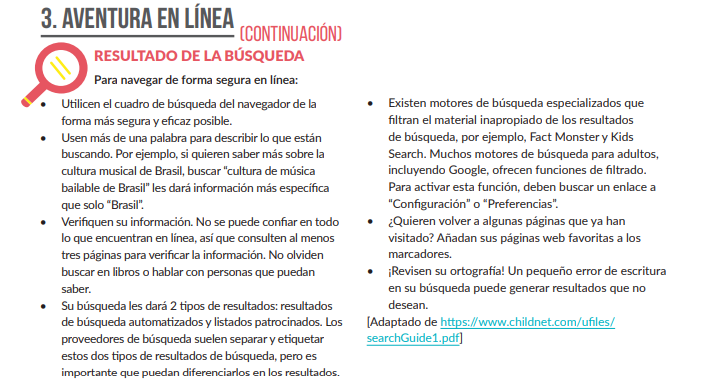 3. AVENTURA EN LÍNEA (CONTINUACIÓN)
RESULTADO DE LA BÚSQUEDA
Para navegar de forma segura en línea:
• Utilicen el cuadro de búsqueda del navegador de la
forma más segura y eficaz posible.
• Usen más de una palabra para describir lo que están
buscando. Por ejemplo, si quieren saber más sobre la
cultura musical de Brasil, buscar “cultura de música
bailable de Brasil” les dará información más específica
que solo “Brasil”.
• Verifiquen su información. No se puede confiar en todo
lo que encuentran en línea, así que consulten al menos
tres páginas para verificar la información. No olviden
buscar en libros o hablar con personas que puedan
saber.
• Su búsqueda les dará 2 tipos de resultados: resultados
de búsqueda automatizados y listados patrocinados. Los
proveedores de búsqueda suelen separar y etiquetar
estos dos tipos de resultados de búsqueda, pero es
importante que puedan diferenciarlos en los resultados.
• Existen motores de búsqueda especializados que
filtran el material inapropiado de los resultados
de búsqueda, por ejemplo, Fact Monster y Kids
Search. Muchos motores de búsqueda para adultos,
incluyendo Google, ofrecen funciones de filtrado.
Para activar esta función, deben buscar un enlace a
“Configuración” o “Preferencias”.
• ¿Quieren volver a algunas páginas que ya han
visitado? Añadan sus páginas web favoritas a los
marcadores.
• ¡Revisen su ortografía! Un pequeño error de escritura
en su búsqueda puede generar resultados que no
desean.
[Adaptado de https://www.childnet.com/ufiles/
searchGuide1.pdf]